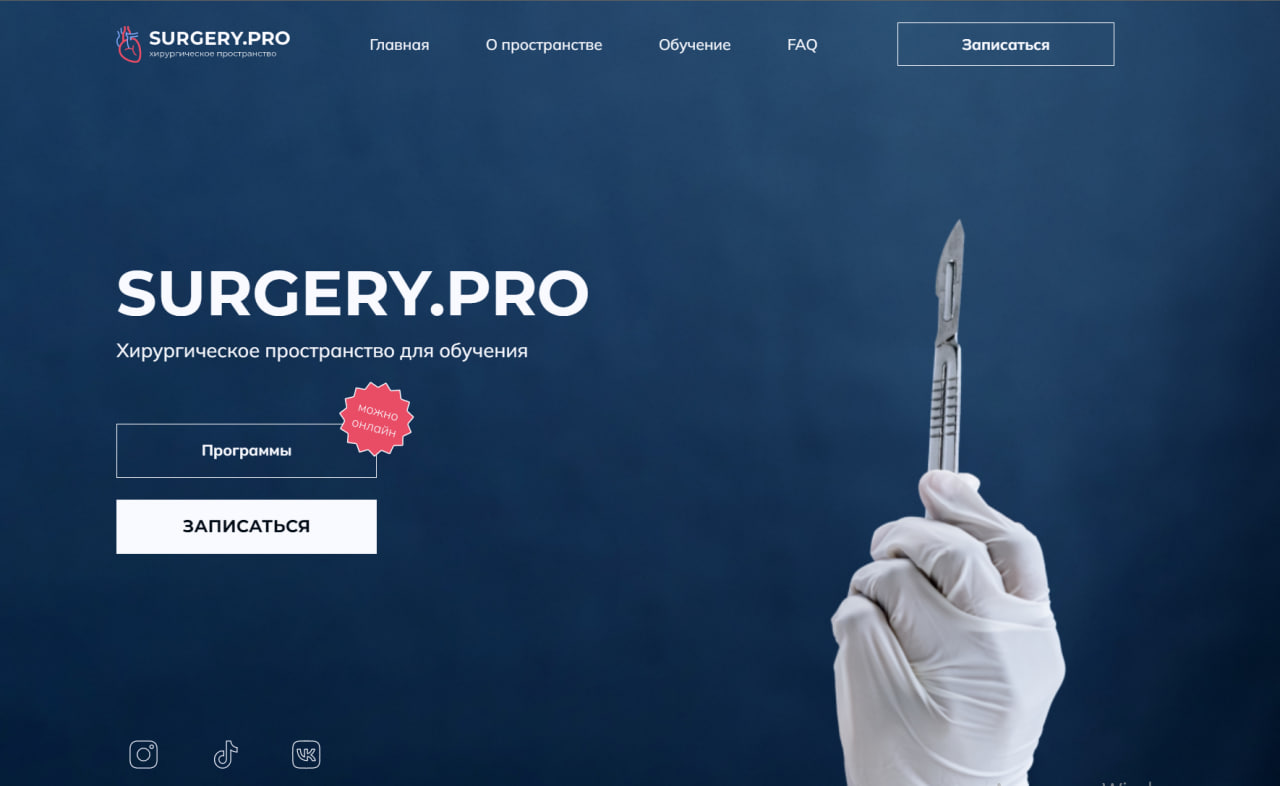 SURGERY.PRO
хирургическое пространство
Главная
О пространстве
Обучение
FAQ
Записаться
SURGERY.PRO
Хирургическое пространство для обучения
можно
онлайн
Программы
ЗАПИСАТЬСЯ